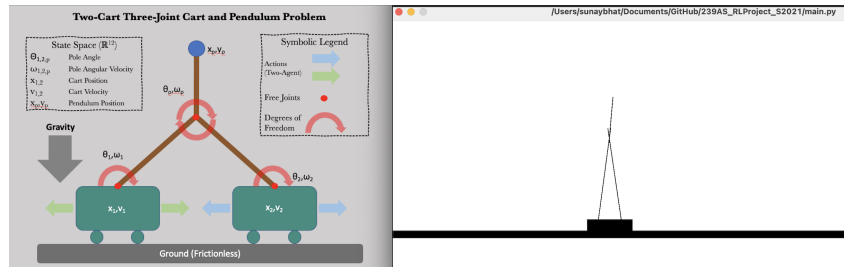 Two-Cart Three-Joint Cart and Pendulum Problem
State Space (ℝ¹²)
Θ1,2,p Pole Angle
ω1,2,p Pole Angular Velocity
x1,2 Cart Position
v1,2 Cart Velocity
xp,yp Pendulum Position
Gravity
xp,yp
θp,ωp
θ1,ω1
θ2,ω2
x1,v1
x2,v2
Ground (Frictionless)
Symbolic Legend
Actions
(Two-Agent)
Free Joints
Degrees of
Freedom
/Users/sunaybhat/Documents/GitHub/239AS_RLProject_S2021/main.py